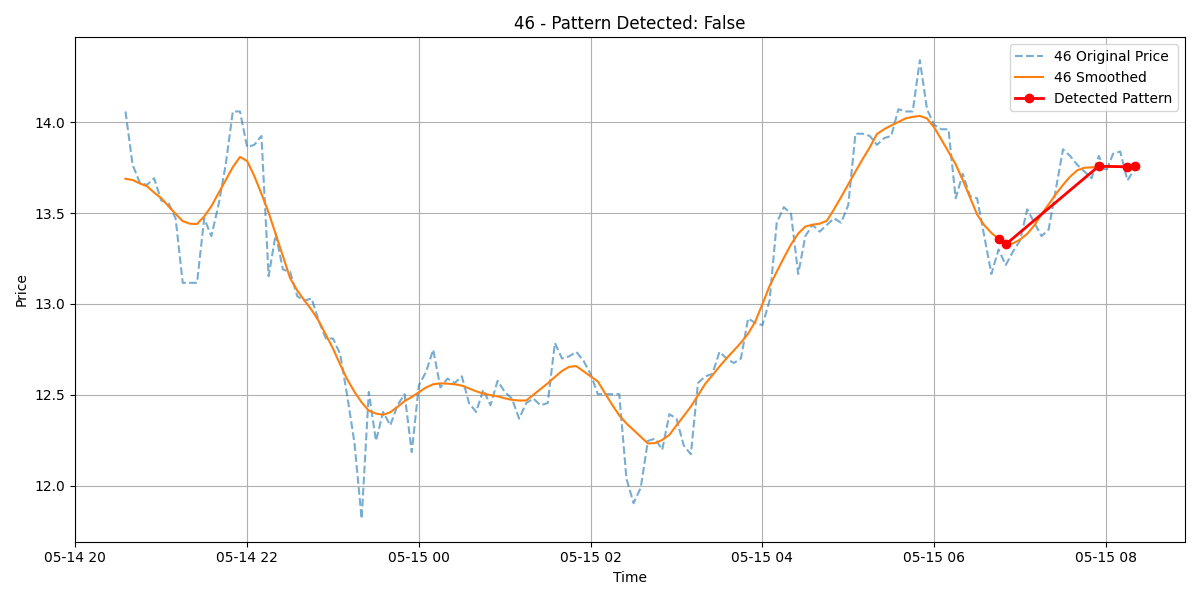 46 - Pattern Detected: False
46 Original Price
46 Smoothed
Detected Pattern
Price
14.0
13.5
13.0
12.5
12.0
05-14 20 05-14 22 05-15 00 05-15 02 05-15 04 05-15 06 05-15 08
Time